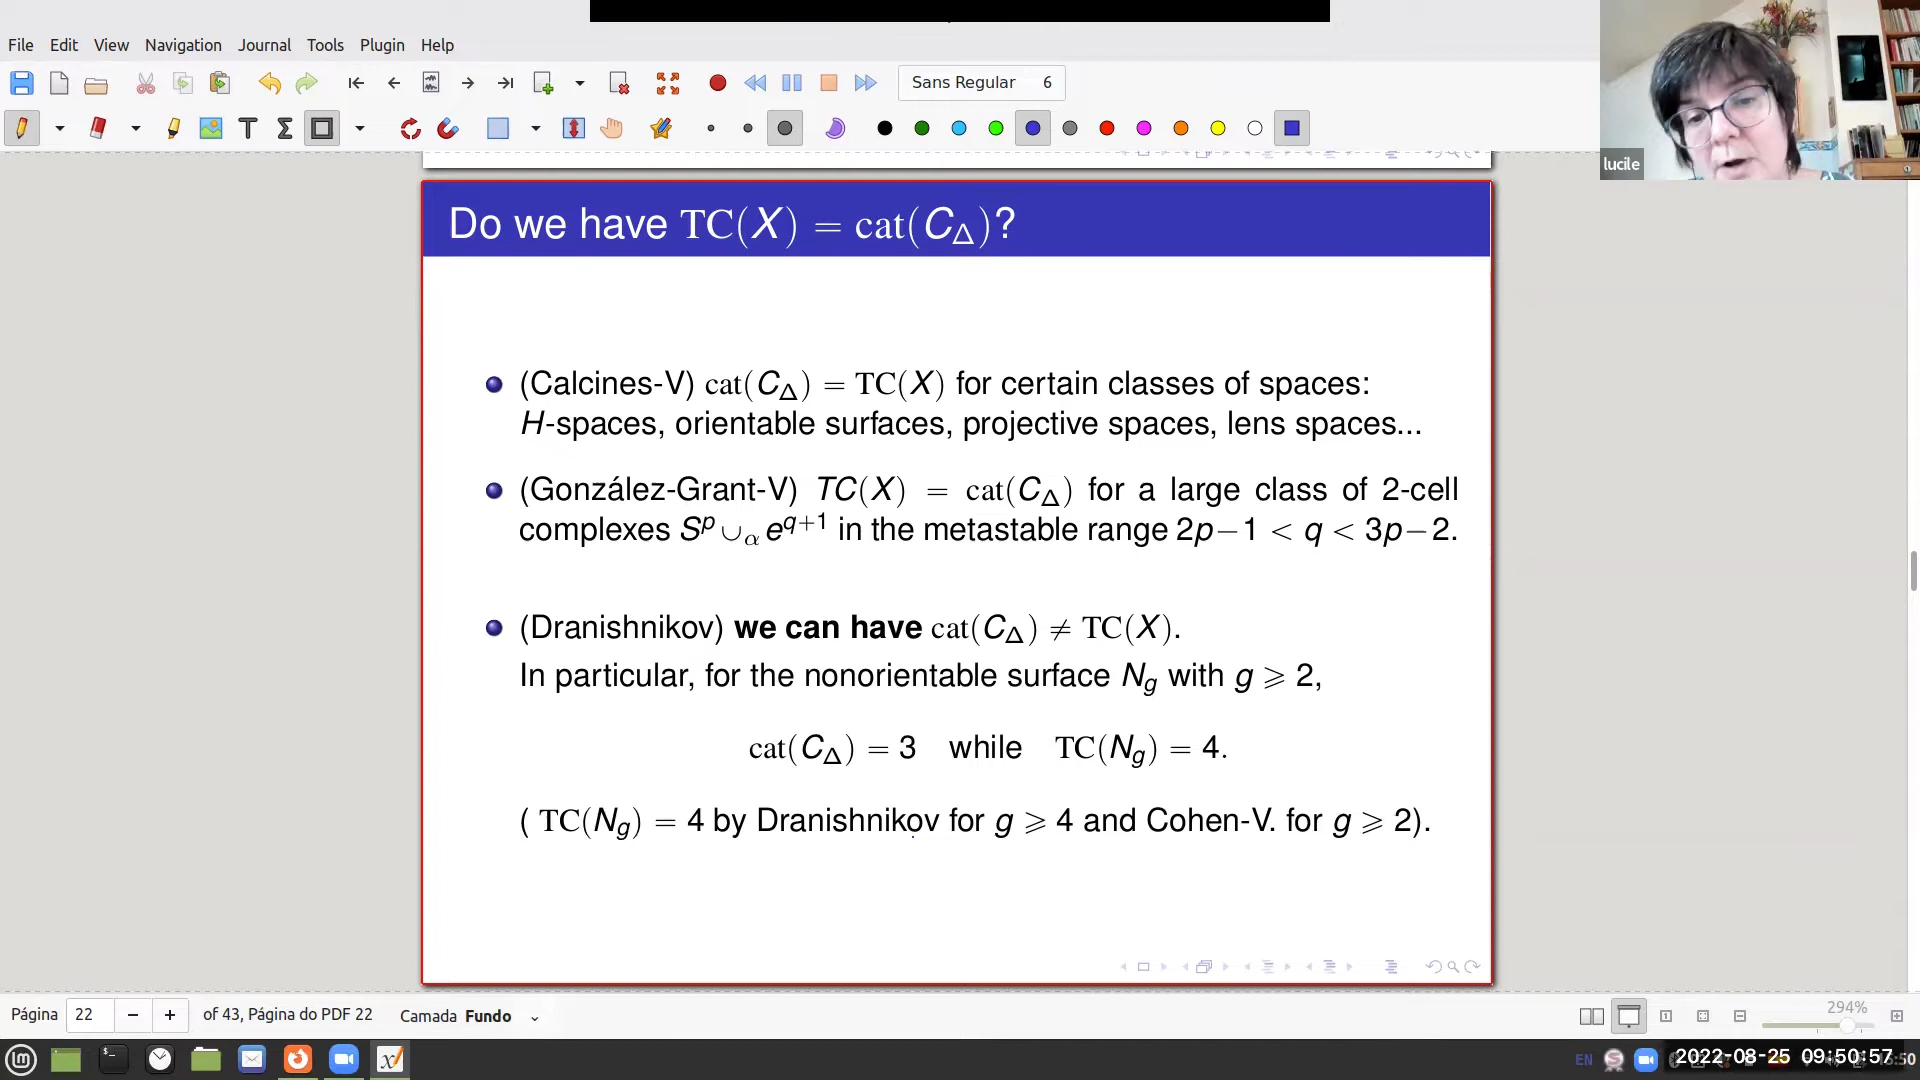 File Edit View Navigation Journal Tools Plugin Help
Sans Regular 6
lucile
Do we have TC(X) = cat(C_Δ)?
(Calcines-V) cat(C_Δ) = TC(X) for certain classes of spaces:
H-spaces, orientable surfaces, projective spaces, lens spaces...
(González-Grant-V) TC(X) = cat(C_Δ) for a large class of 2-cell
complexes S^p ∪_α e^{q+1} in the metastable range 2p−1 < q < 3p−2.
(Dranishnikov) we can have cat(C_Δ) ≠ TC(X).
In particular, for the nonorientable surface N_g with g ⩾ 2,
cat(C_Δ) = 3 while TC(N_g) = 4.
( TC(N_g) = 4 by Dranishnikov for g ⩾ 4 and Cohen-V. for g ⩾ 2).
Página 22 of 43, Página do PDF 22 Camada Fundo
294%
EN 2022-08-25 09:50:57